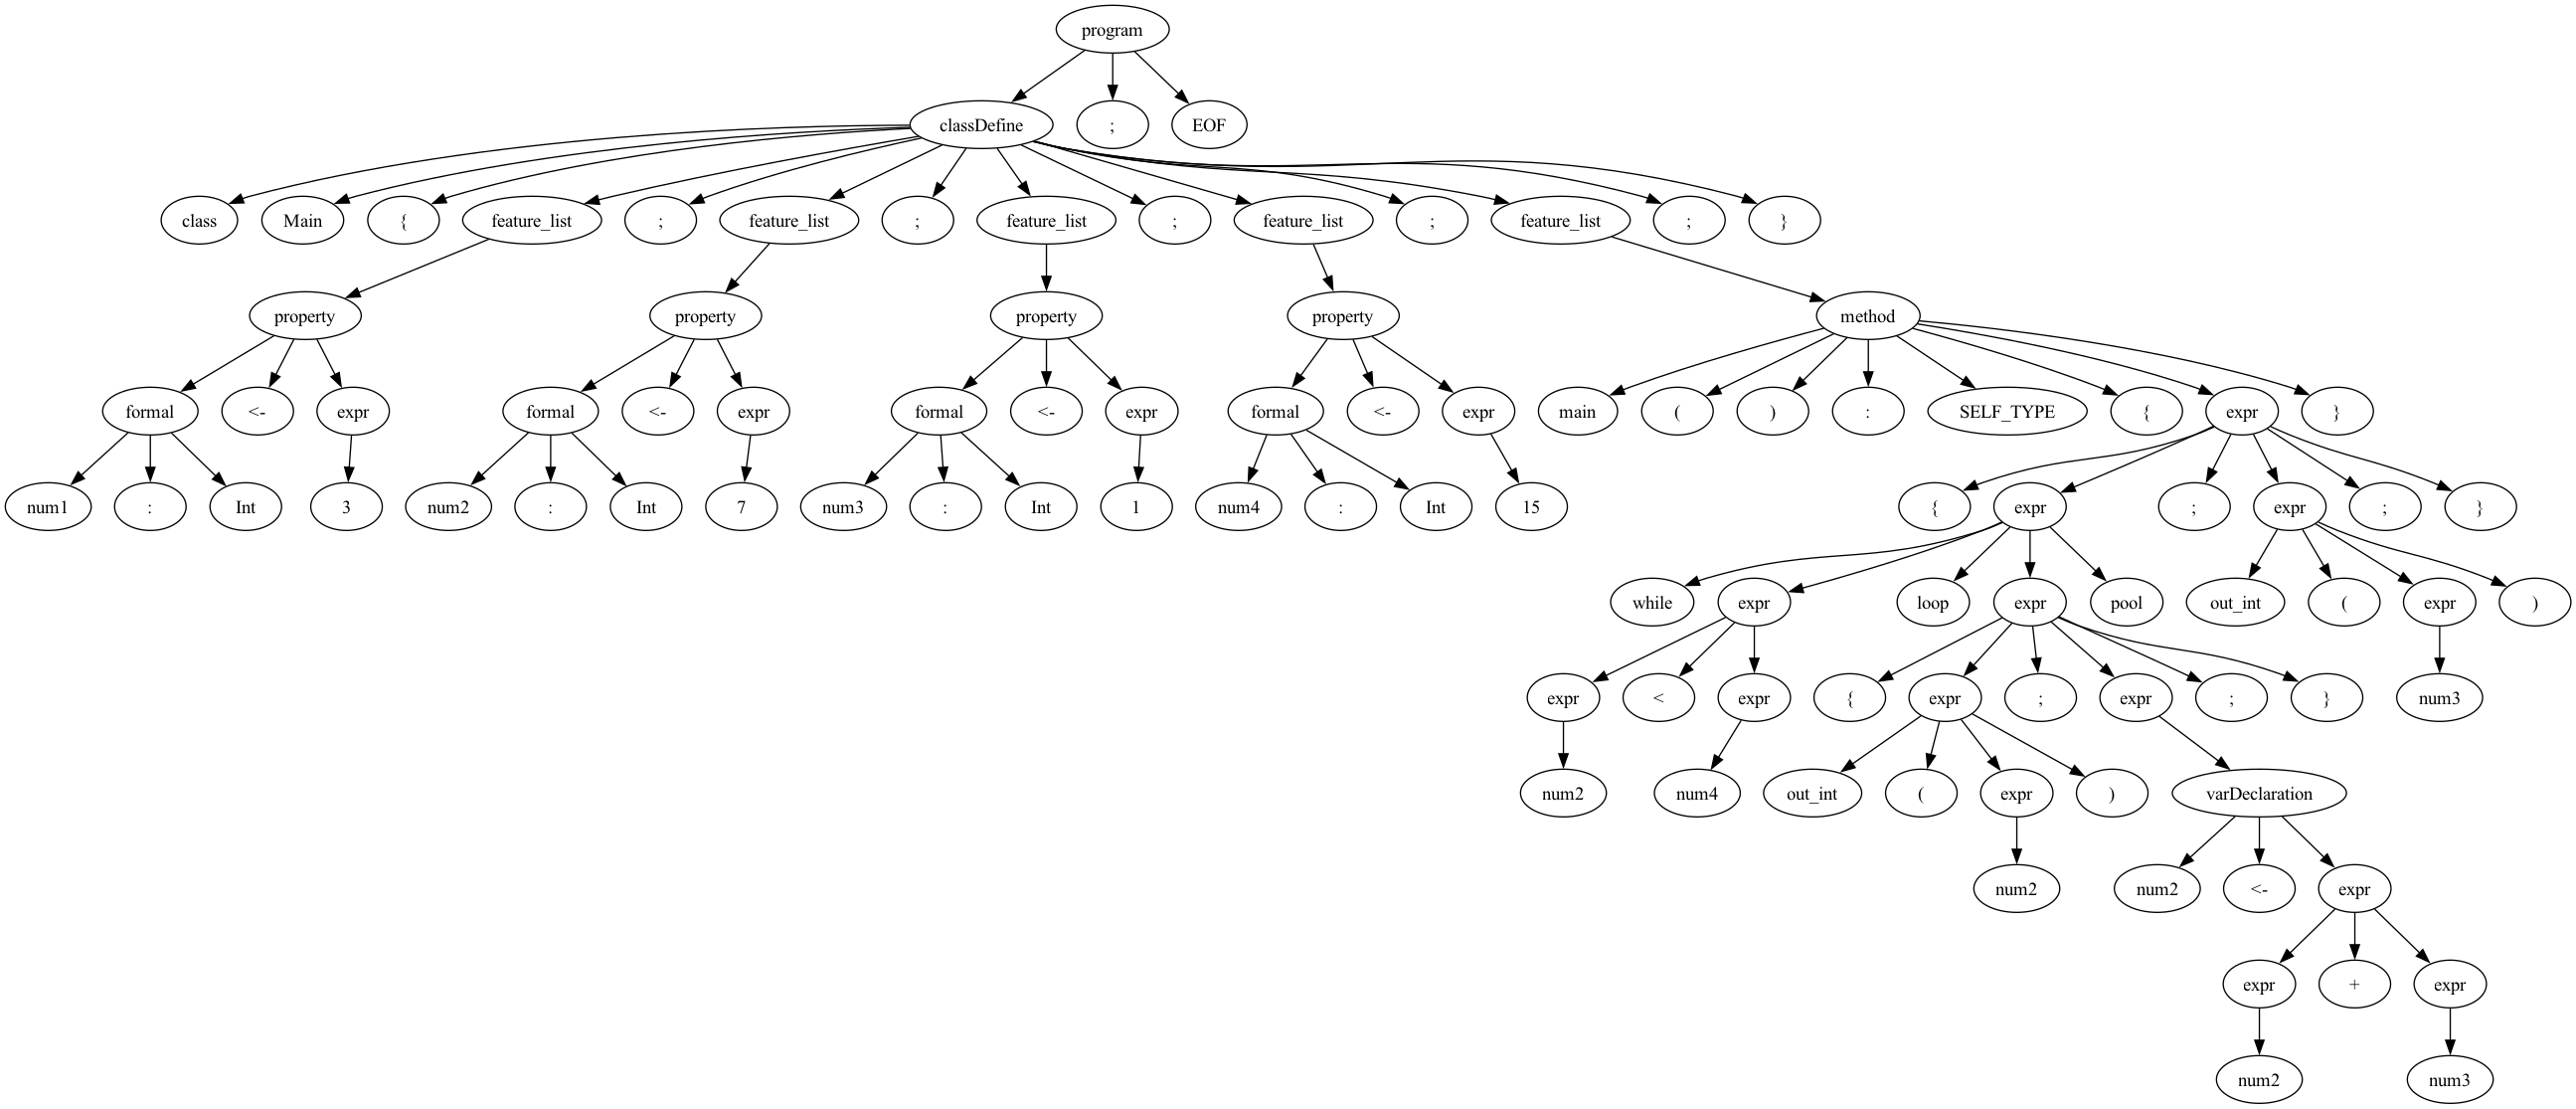 program
classDefine ; EOF
class Main { feature_list ; feature_list ; feature_list ; feature_list ; feature_list ; }
property property property property method
formal <- expr formal <- expr formal <- expr formal <- expr main ( ) : SELF_TYPE { expr }
num1 : Int 3 num2 : Int 7 num3 : Int 1 num4 : Int 15 { expr ; expr ; }
while expr loop expr pool out_int ( expr )
expr < expr { expr ; expr ; } num3
num2 num4 out_int ( expr ) varDeclaration
num2 num2 <- expr
expr + expr
num2 num3